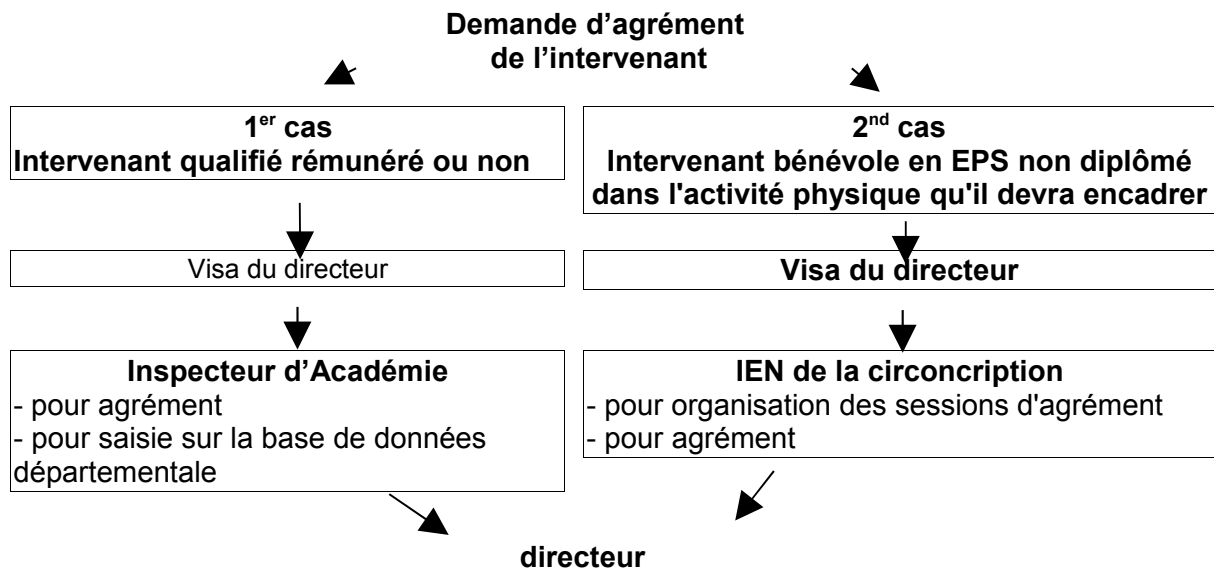 Demande d’agrément
de l’intervenant
1er cas
Intervenant qualifié rémunéré ou non
2nd cas
Intervenant bénévole en EPS non diplômé
dans l'activité physique qu'il devra encadrer
Visa du directeur
Visa du directeur
Inspecteur d’Académie
- pour agrément
- pour saisie sur la base de données
départementale
IEN de la circoncription
- pour organisation des sessions d'agrément
- pour agrément
directeur